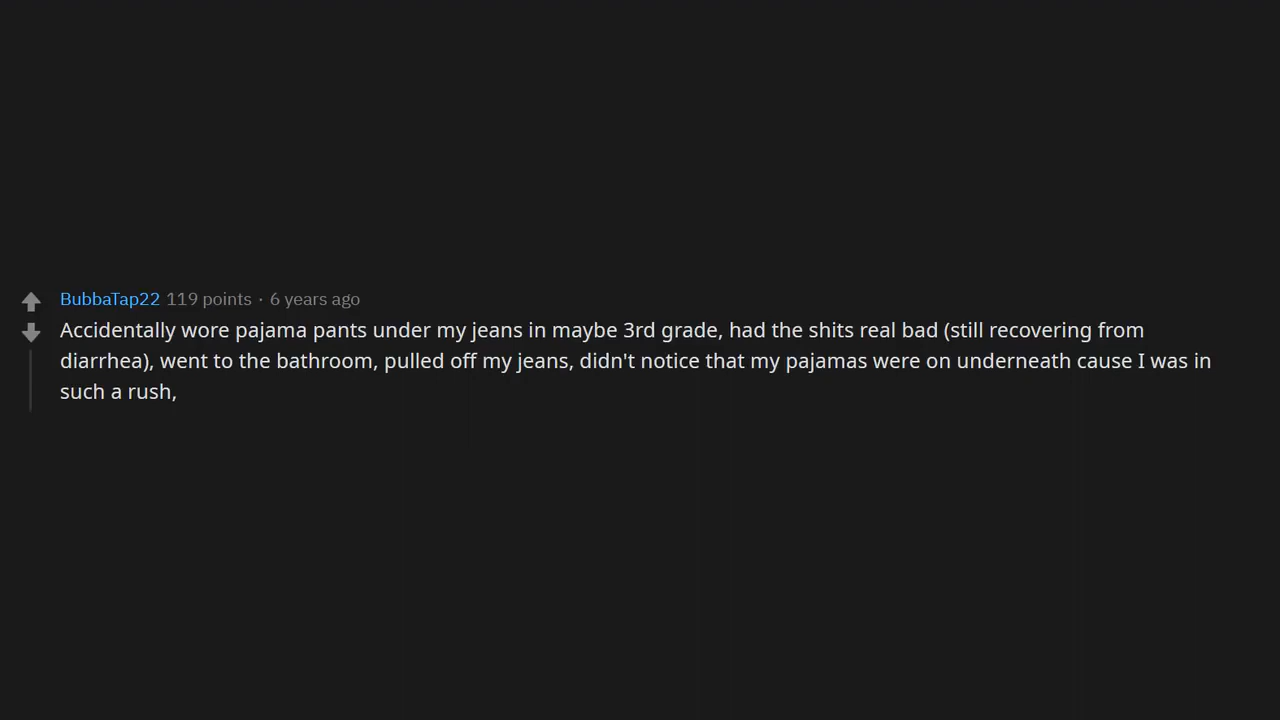 BubbaTap22 119 points · 6 years ago
Accidentally wore pajama pants under my jeans in maybe 3rd grade, had the shits real bad (still recovering from
diarrhea), went to the bathroom, pulled off my jeans, didn't notice that my pajamas were on underneath cause I was in
such a rush,